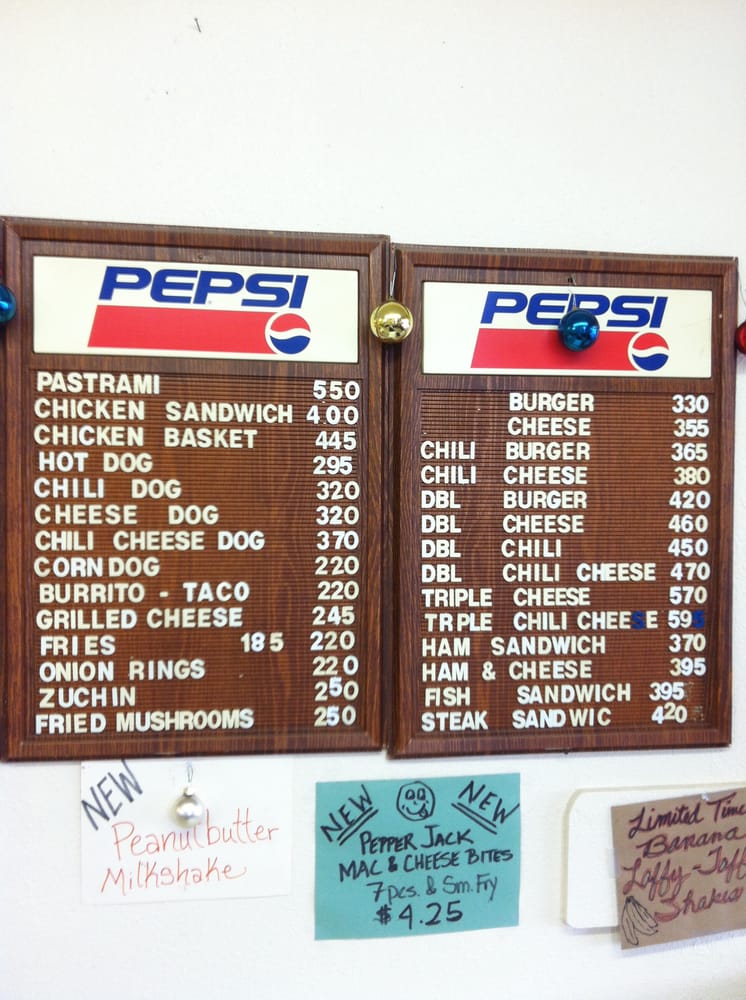 PEPSI
PASTRAMI 550
CHICKEN SANDWICH 400
CHICKEN BASKET 445
HOT DOG 295
CHILI DOG 320
CHEESE DOG 320
CHILI CHEESE DOG 370
CORN DOG 220
BURRITO - TACO 220
GRILLED CHEESE 245
FRIES 185 220
ONION RINGS 220
ZUCHIN 250
FRIED MUSHROOMS 250
PEPSI
BURGER 330
CHEESE 355
CHILI BURGER 365
CHILI CHEESE 380
DBL BURGER 420
DBL CHEESE 460
DBL CHILI 450
DBL CHILI CHEESE 470
TRIPLE CHEESE 570
TRPLE CHILI CHEESE 595
HAM SANDWICH 370
HAM & CHEESE 395
FISH SANDWICH 395
STEAK SANDWIC 420
NEW
Peanutbutter
Milkshake
NEW NEW
PEPPER JACK
MAC & CHEESE BITES
7pcs. & Sm. Fry
$4.25
Limited Time
Banana
Laffy-Taff
Shakes